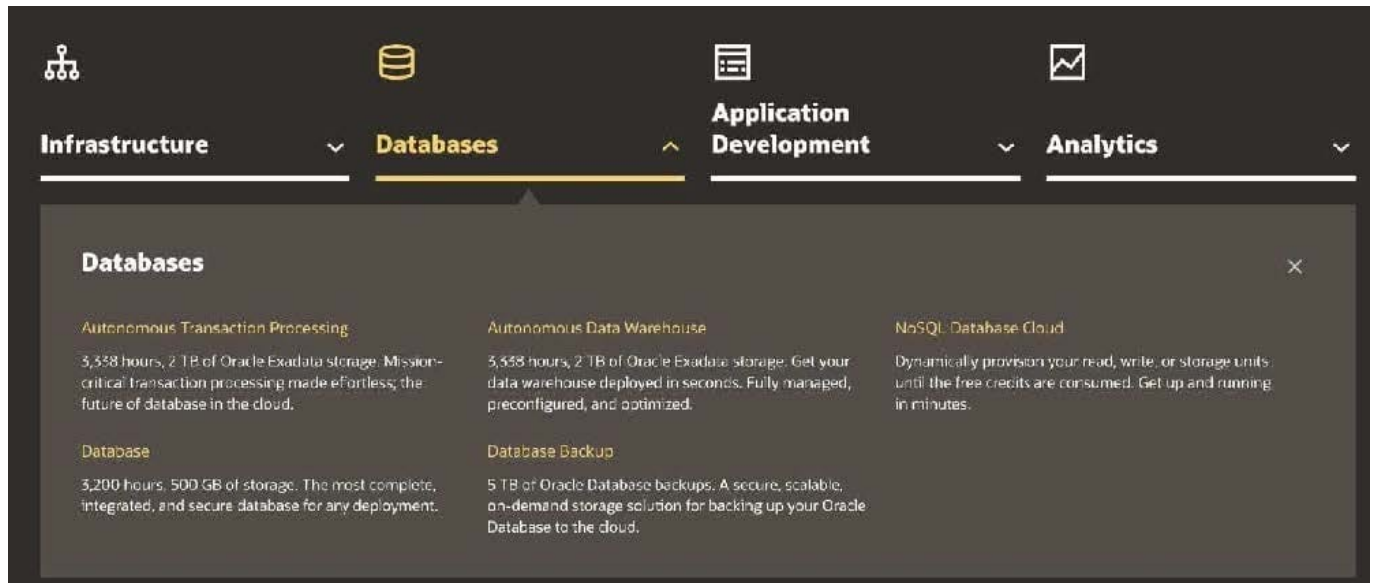 Infrastructure
Databases
Application
Development
Analytics
Databases
Autonomous Transaction Processing
3,338 hours, 2 TB of Oracle Exadata storage. Mission-
critical transaction processing made effortless; the
future of database in the cloud.
Autonomous Data Warehouse
3,338 hours, 2 TB of Oracle Exadata storage. Get your
data warehouse deployed in seconds. Fully managed,
preconfigured, and optimized.
NoSQL Database Cloud
Dynamically provision your read, write, or storage units
until the free credits are consumed. Get up and running
in minutes.
Database
3,200 hours, 500 GB of storage. The most complete,
integrated, and secure database for any deployment.
Database Backup
5 TB of Oracle Database backups. A secure, scalable,
on-demand storage solution for backing up your Oracle
Database to the cloud.